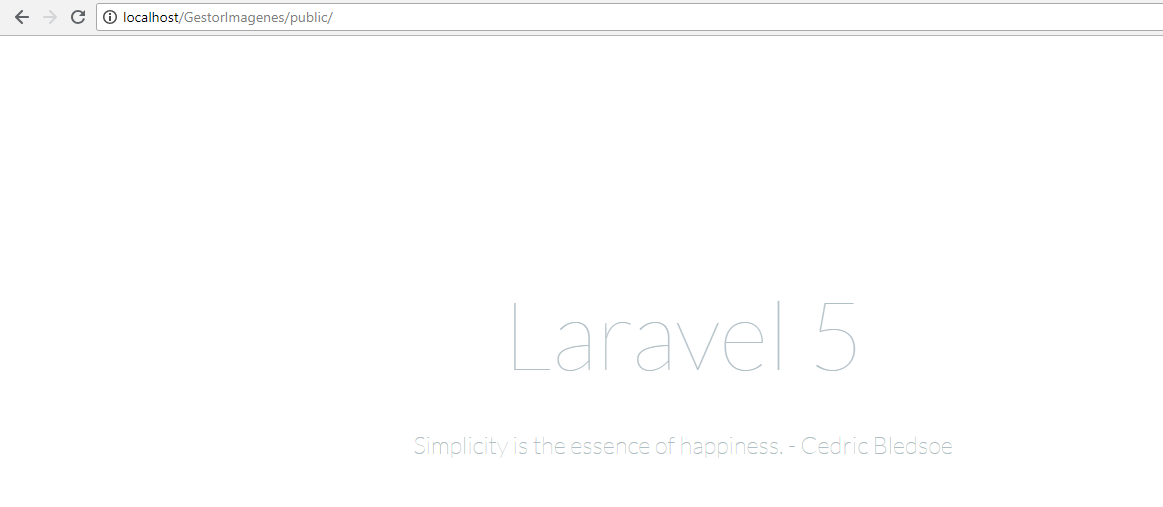 localhost/GestorImagenes/public/
Laravel 5
Simplicity is the essence of happiness. - Cedric Bledsoe